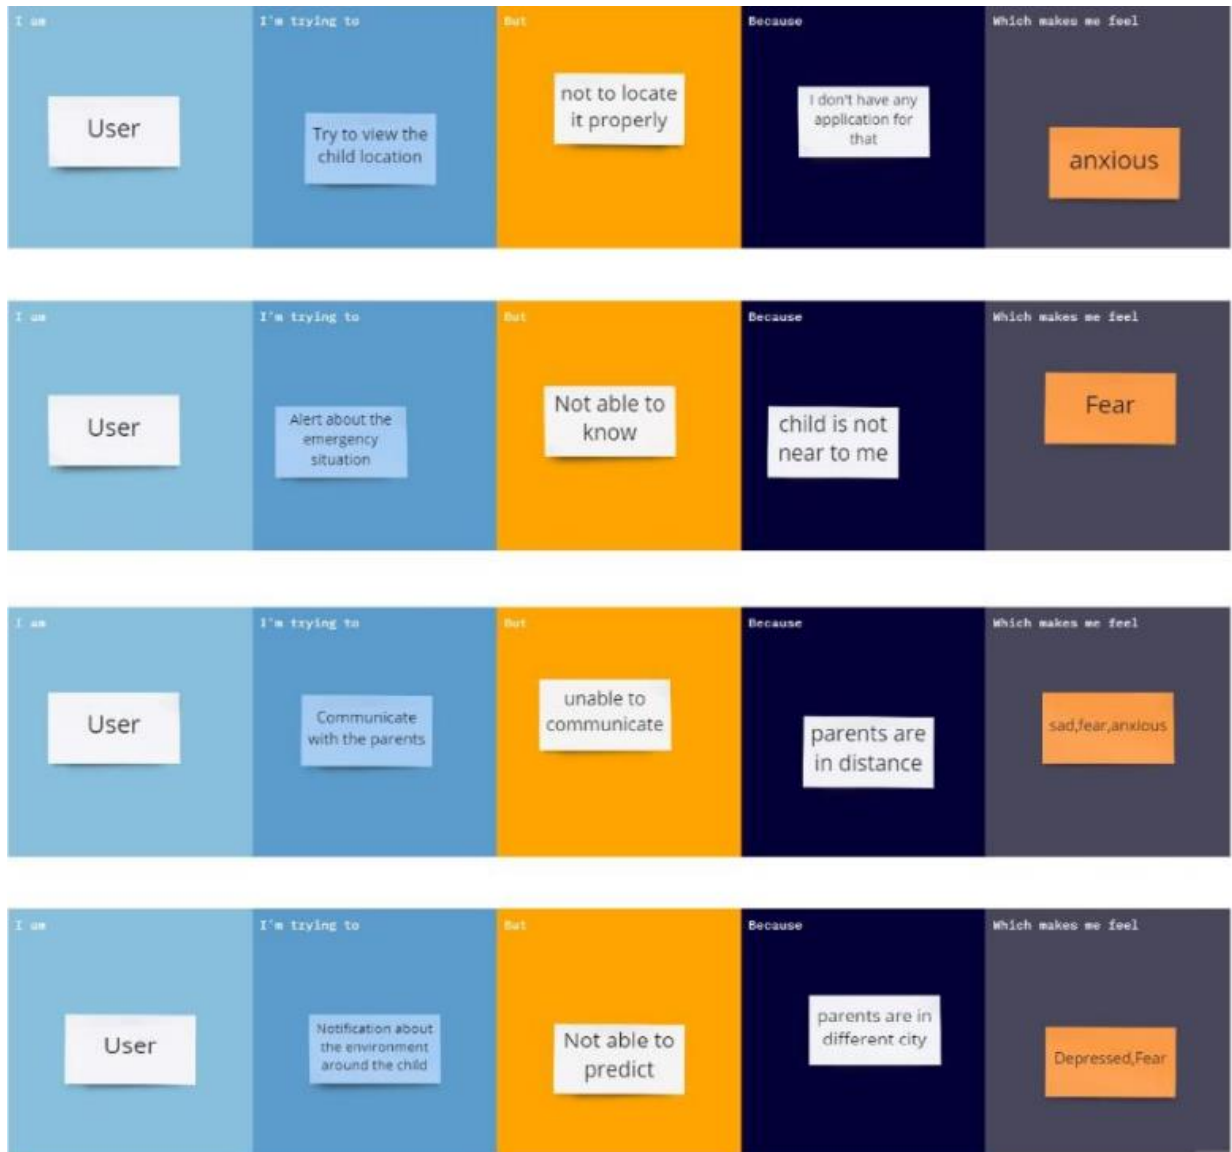 I am
I'm trying to
But
Because
Which makes me feel
User
Try to view the
child location
not to locate
it properly
I don't have any
application for
that
anxious
I am
I'm trying to
But
Because
Which makes me feel
User
Alert about the
emergency
situation
Not able to
know
child is not
near to me
Fear
I am
I'm trying to
But
Because
Which makes me feel
User
Communicate
with the parents
unable to
communicate
parents are
in distance
sad,fear,anxious
I am
I'm trying to
But
Because
Which makes me feel
User
Notification about
the environment
around the child
Not able to
predict
parents are in
different city
Depressed,Fear